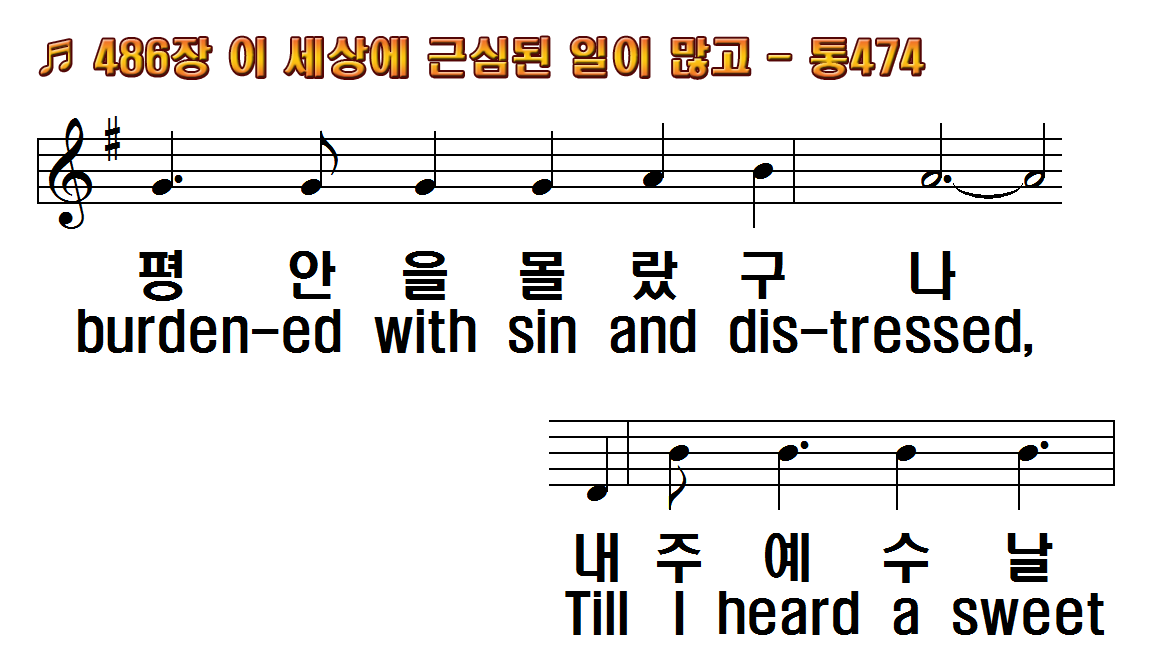 ♬ 486장 이 세상에 근심된 일이 많고 - 통474
평 안 을 몰 랐 구 나
burden-ed with sin and dis-tressed,
내 주 예 수 날
Till I heard a sweet